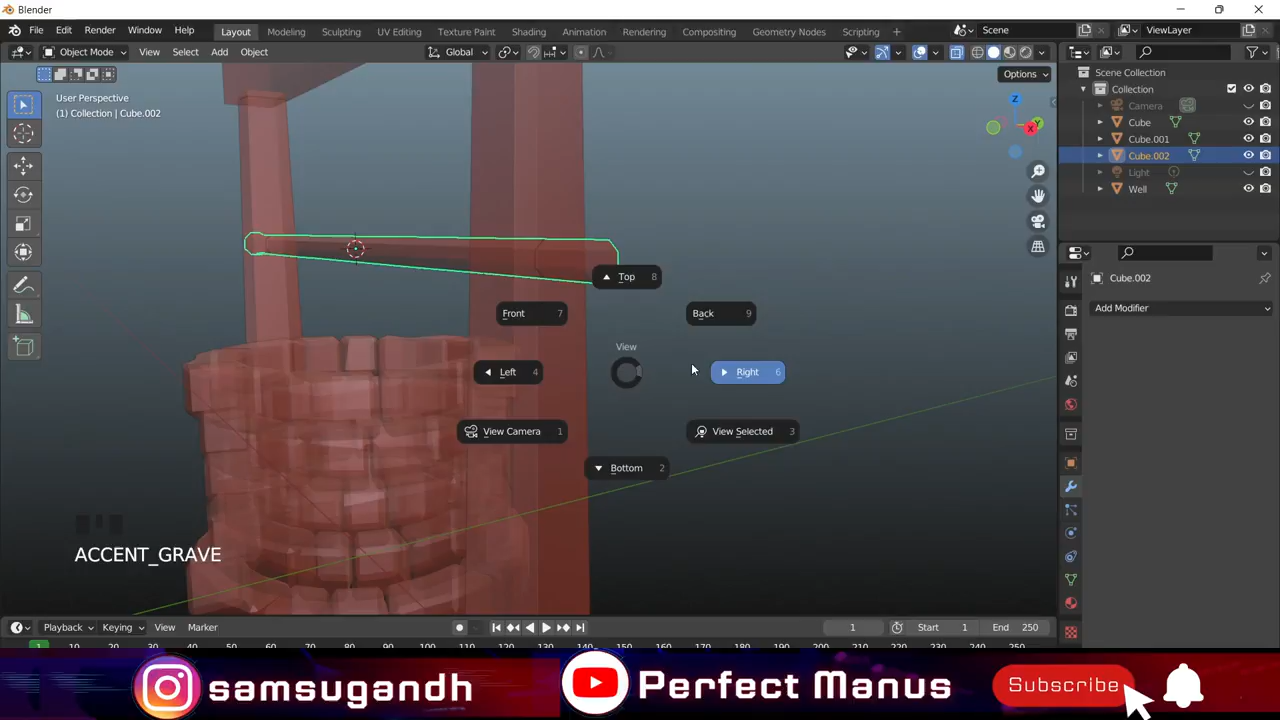 Blender
File Edit Render Window Help Layout Modeling Sculpting UV Editing Texture Paint Shading Animation Rendering Compositing Geometry Nodes Scripting Scene ViewLayer
Object Mode View Select Add Object Global
Options
User Perspective
(1) Collection | Cube.002
Z
Y
X
Scene Collection
Collection
Camera
Cube
Cube.001
Cube.002
Light
Well
Cube.002
Add Modifier
Top 8
Front 7
Back 9
View
Left 4
Right 6
View Camera 1
View Selected 3
Bottom 2
ACCENT_GRAVE
Playback Keying View Marker 1 Start 1 End 250
samsugandh Perfect Manus Subscribe